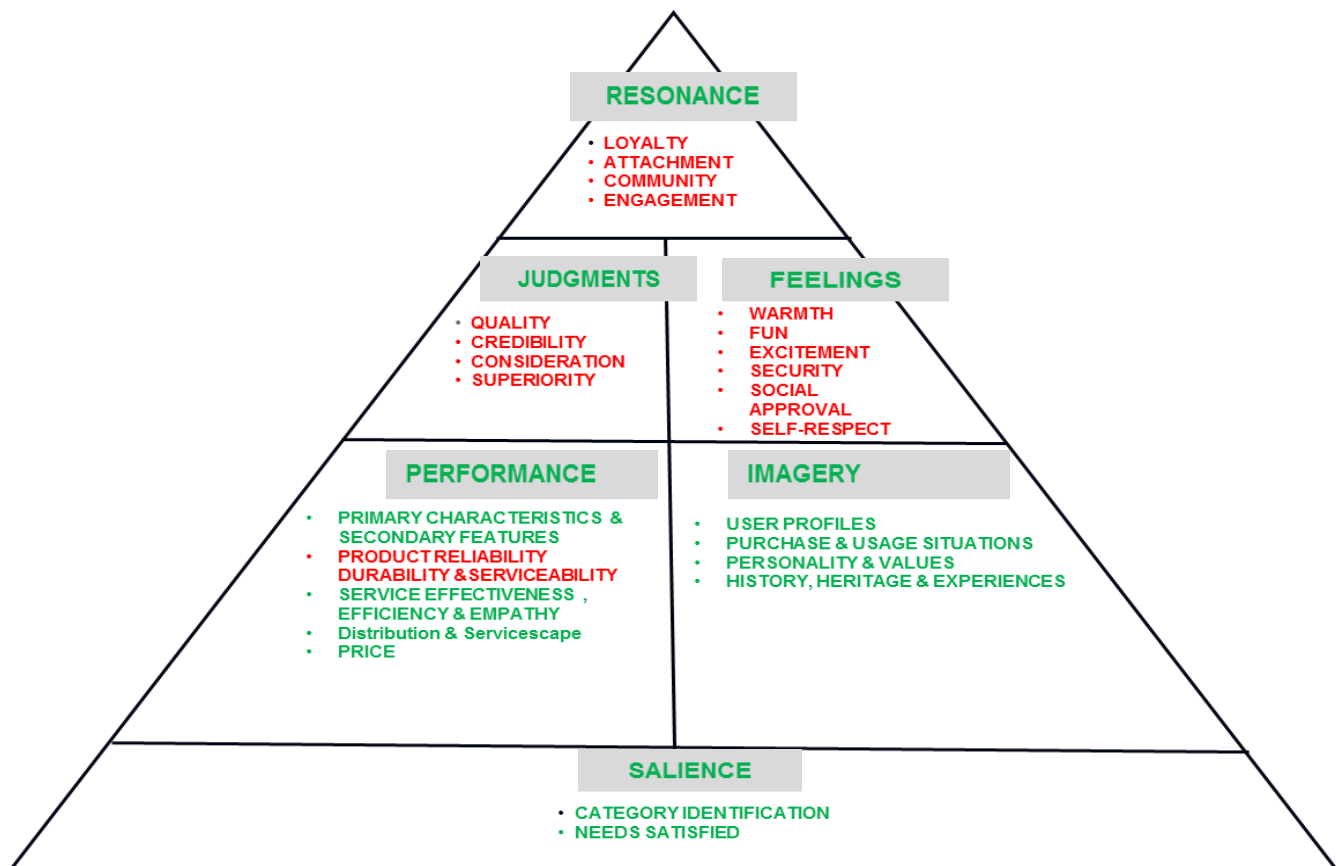 RESONANCE
• LOYALTY
• ATTACHMENT
• COMMUNITY
• ENGAGEMENT
JUDGMENTS
• QUALITY
• CREDIBILITY
• CONSIDERATION
• SUPERIORITY
FEELINGS
• WARMTH
• FUN
• EXCITEMENT
• SECURITY
• SOCIAL
APPROVAL
• SELF-RESPECT
PERFORMANCE
• PRIMARY CHARACTERISTICS &
SECONDARY FEATURES
• PRODUCT RELIABILITY
DURABILITY & SERVICEABILITY
• SERVICE EFFECTIVENESS ,
EFFICIENCY & EMPATHY
• Distribution & Servicescape
• PRICE
IMAGERY
• USER PROFILES
• PURCHASE & USAGE SITUATIONS
• PERSONALITY & VALUES
• HISTORY, HERITAGE & EXPERIENCES
SALIENCE
• CATEGORY IDENTIFICATION
• NEEDS SATISFIED